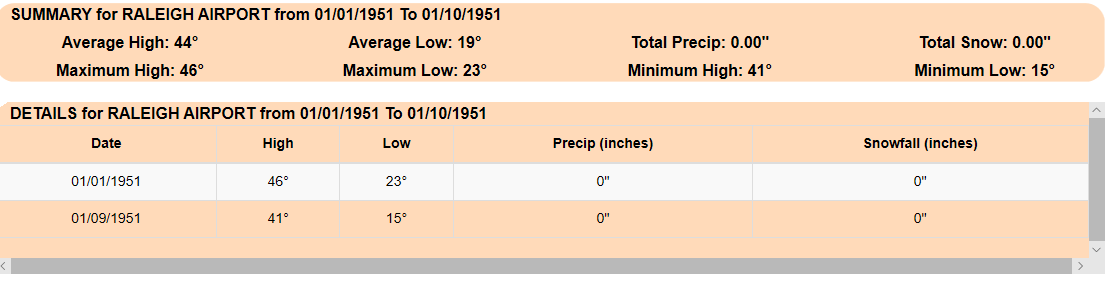 SUMMARY for RALEIGH AIRPORT from 01/01/1951 To 01/10/1951
Average High: 44° Average Low: 19° Total Precip: 0.00" Total Snow: 0.00"
Maximum High: 46° Maximum Low: 23° Minimum High: 41° Minimum Low: 15°
DETAILS for RALEIGH AIRPORT from 01/01/1951 To 01/10/1951
Date High Low Precip (inches) Snowfall (inches)
01/01/1951 46° 23° 0" 0"
01/09/1951 41° 15° 0" 0"